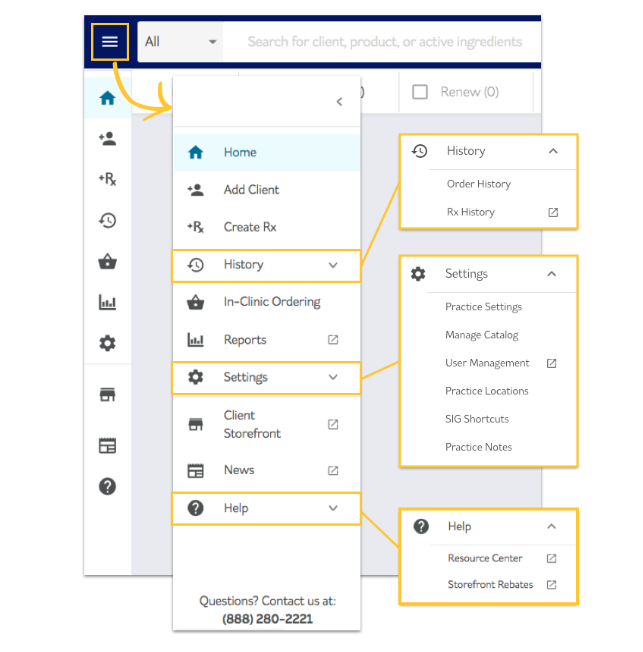 All
Search for client, product, or active ingredients
)
Renew (0)
Home
Add Client
Create Rx
History
In-Clinic Ordering
Reports
Settings
Client
Storefront
News
Help
Questions? Contact us at:
(888) 280-2221
History
Order History
Rx History
Settings
Practice Settings
Manage Catalog
User Management
Practice Locations
SIG Shortcuts
Practice Notes
Help
Resource Center
Storefront Rebates